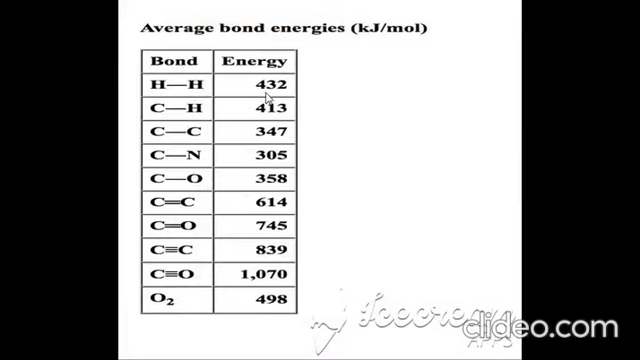 Average bond energies (kJ/mol)
Bond Energy
H—H 432
C—H 413
C—C 347
C—N 305
C—O 358
C=C 614
C=O 745
C≡C 839
C≡O 1,070
O₂ 498
clideo.com
APPS